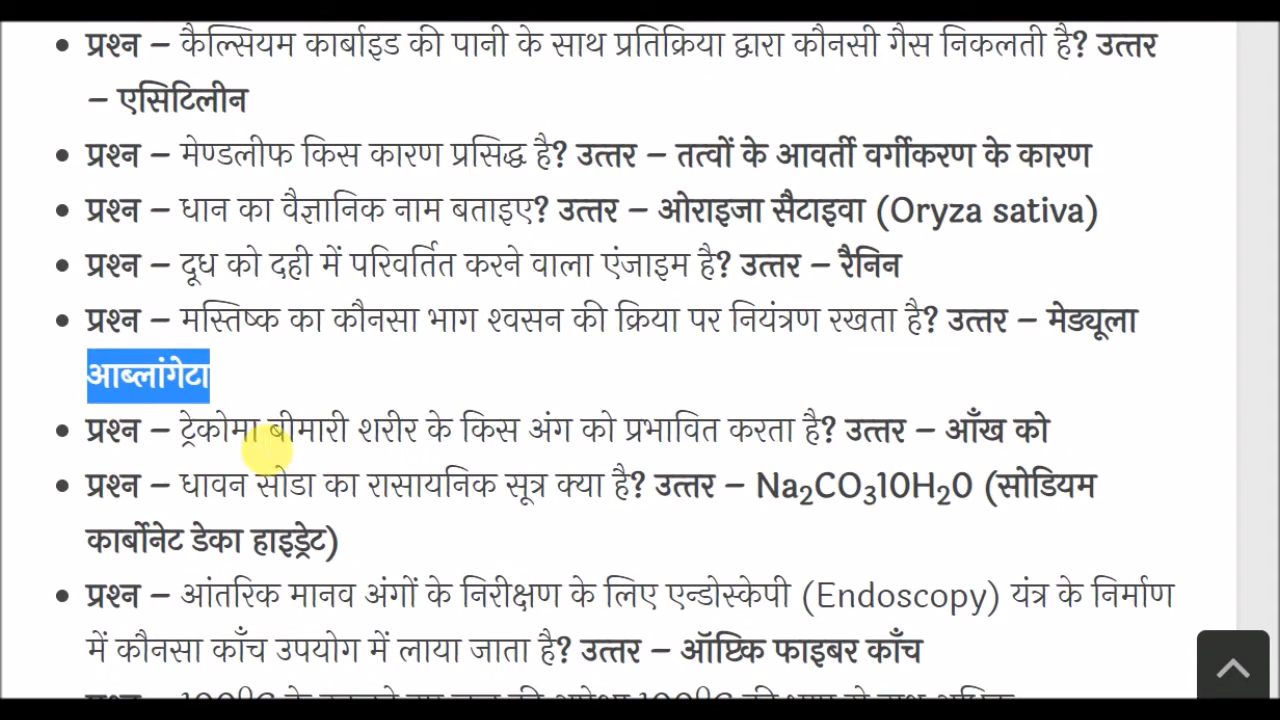 प्रश्न – कैल्सियम कार्बाइड की पानी के साथ प्रतिक्रिया द्वारा कौनसी गैस निकलती है? उत्तर
– एसिटिलीन
प्रश्न – मेण्डलीफ किस कारण प्रसिद्ध है? उत्तर – तत्वों के आवर्ती वर्गीकरण के कारण
प्रश्न – धान का वैज्ञानिक नाम बताइए? उत्तर – ओराइजा सैटाइवा (Oryza sativa)
प्रश्न – दूध को दही में परिवर्तित करने वाला एंजाइम है? उत्तर – रैनिन
प्रश्न – मस्तिष्क का कौनसा भाग श्वसन की क्रिया पर नियंत्रण रखता है? उत्तर – मेड्यूला
आब्लांगेटा
प्रश्न – ट्रेकोमा बीमारी शरीर के किस अंग को प्रभावित करता है? उत्तर – आँख को
प्रश्न – धावन सोडा का रासायनिक सूत्र क्या है? उत्तर – Na₂CO₃10H₂0 (सोडियम
कार्बोनेट डेका हाइड्रेट)
प्रश्न – आंतरिक मानव अंगों के निरीक्षण के लिए एन्डोस्केपी (Endoscopy) यंत्र के निर्माण
में कौनसा काँच उपयोग में लाया जाता है? उत्तर – ऑप्टिक फाइबर काँच